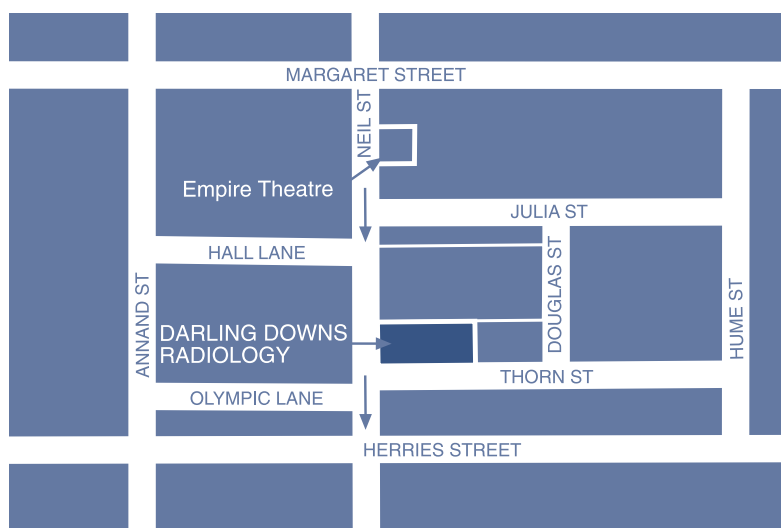 MARGARET STREET
NEIL ST
Empire Theatre
JULIA ST
HALL LANE
DOUGLAS ST
ANNAND ST
HUME ST
DARLING DOWNS
RADIOLOGY
THORN ST
OLYMPIC LANE
HERRIES STREET